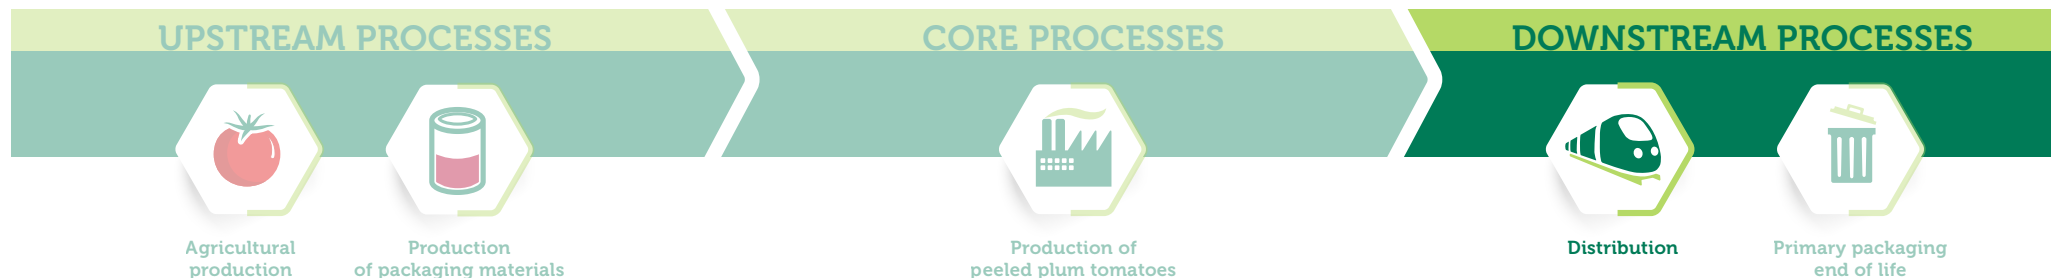 UPSTREAM PROCESSES
CORE PROCESSES
DOWNSTREAM PROCESSES
Agricultural
production
Production
of packaging materials
Production of
peeled plum tomatoes
Distribution
Primary packaging
end of life